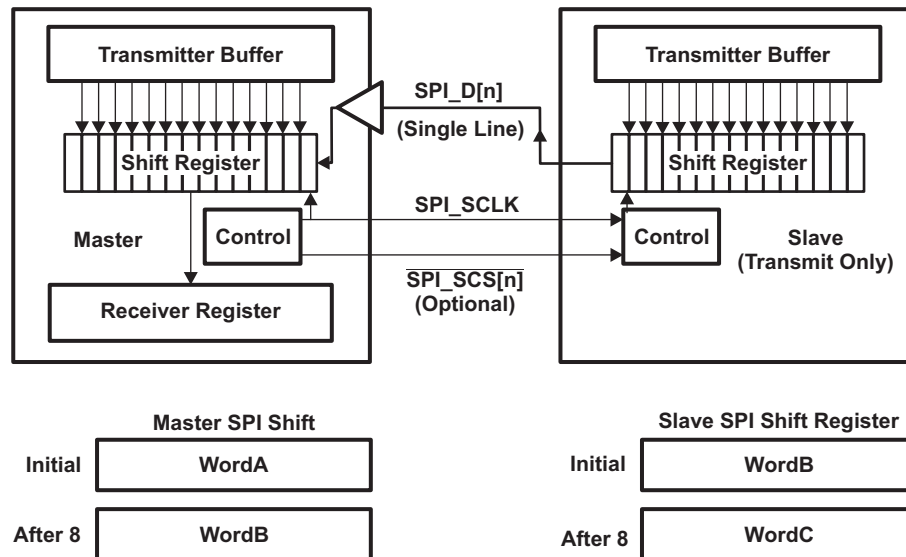 Transmitter Buffer
Transmitter Buffer
SPI_D[n]
(Single Line)
Shift Register
Shift Register
SPI_SCLK
Master
Control
Control
Slave
(Transmit Only)
SPI_SCS[n]
(Optional)
Receiver Register
Master SPI Shift
Slave SPI Shift Register
Initial
WordA
Initial
WordB
After 8
WordB
After 8
WordC